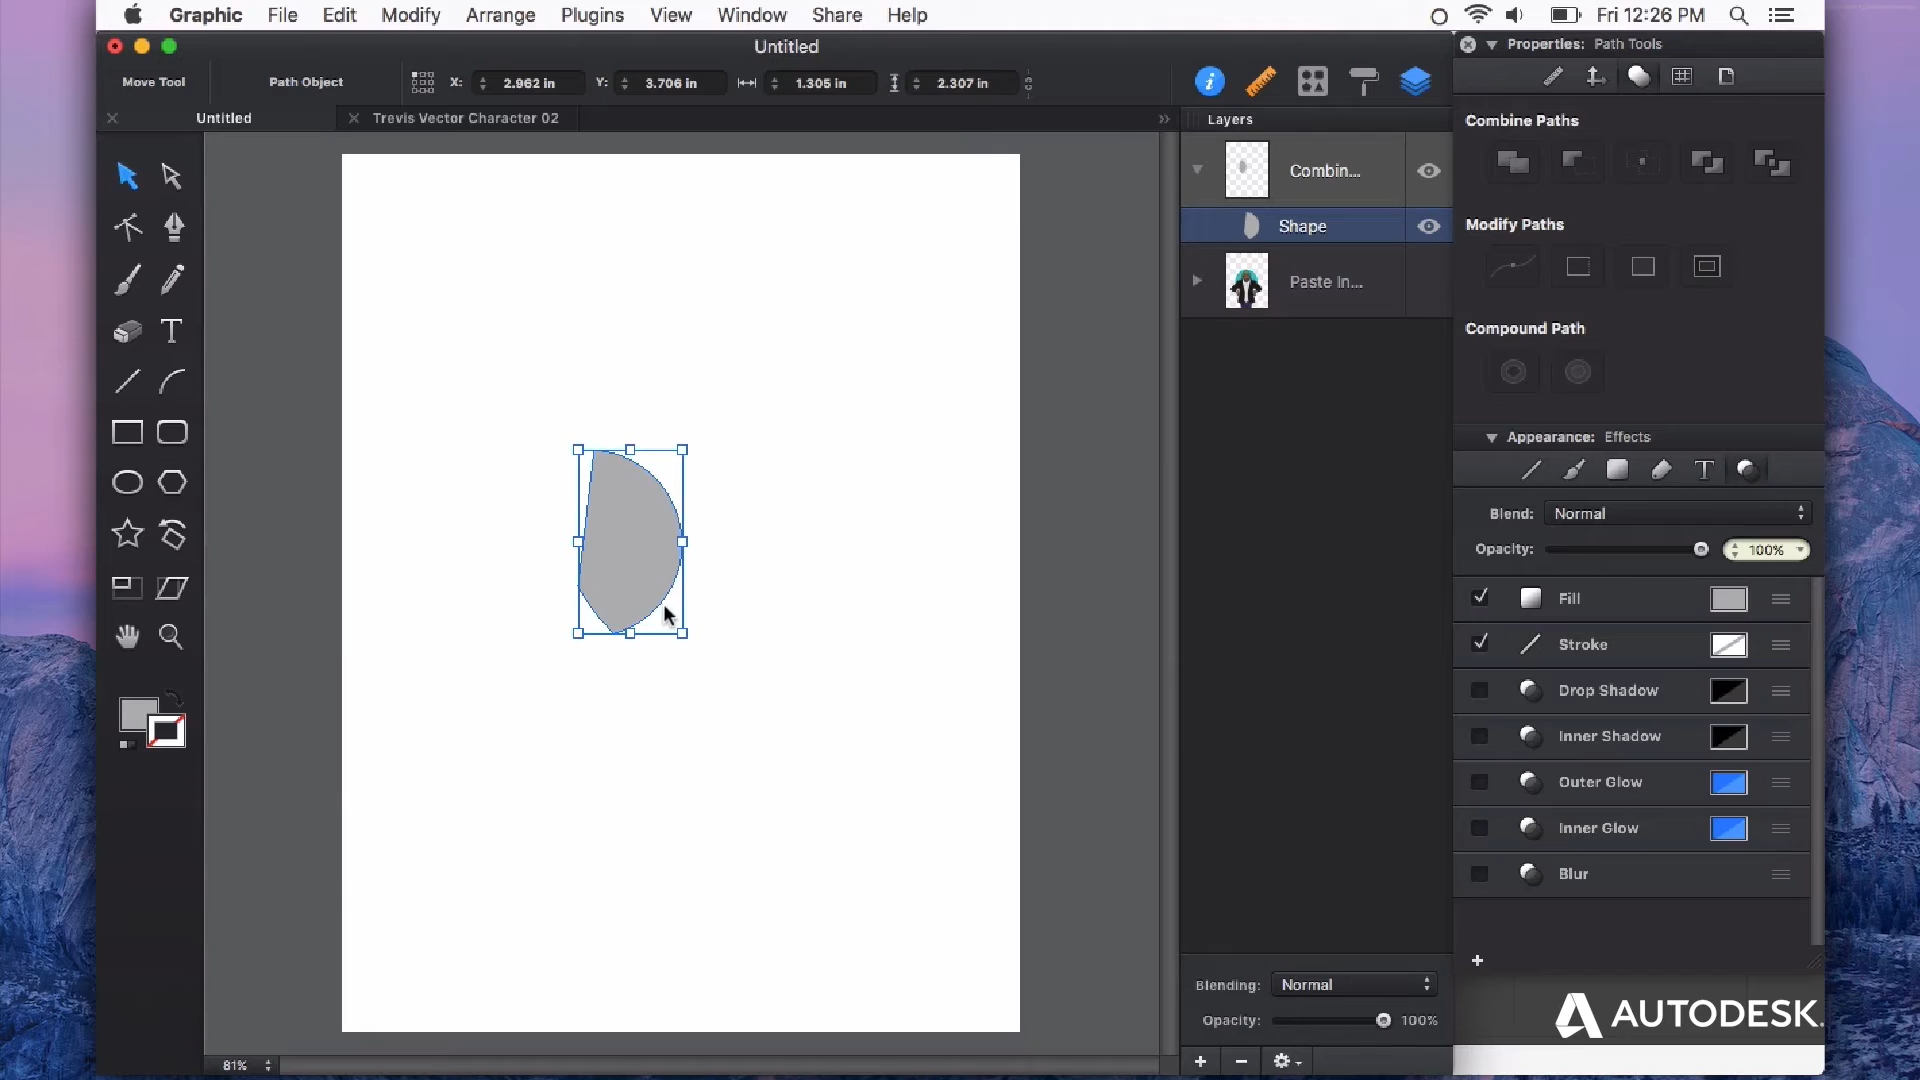 Graphic File Edit Modify Arrange Plugins View Window Share Help
Fri 12:26 PM
Untitled
Properties: Path Tools
Move Tool
Path Object
X: 2.962 in
Y: 3.706 in
1.305 in
2.307 in
Untitled
Trevis Vector Character 02
Layers
Combin...
Shape
Paste In...
Combine Paths
Modify Paths
Compound Path
Appearance: Effects
Blend: Normal
Opacity: 100%
Fill
Stroke
Drop Shadow
Inner Shadow
Outer Glow
Inner Glow
Blur
Blending: Normal
Opacity: 100%
81%
AUTODESK.